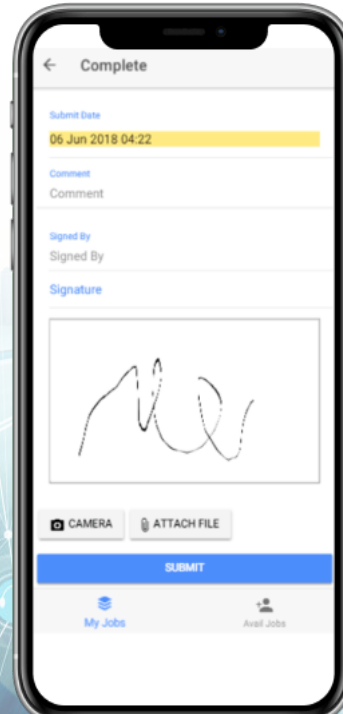 Complete
Submit Date
06 Jun 2018 04:22
Comment
Comment
Signed By
Signed By
Signature
CAMERA
ATTACH FILE
SUBMIT
My Jobs
Avail Jobs